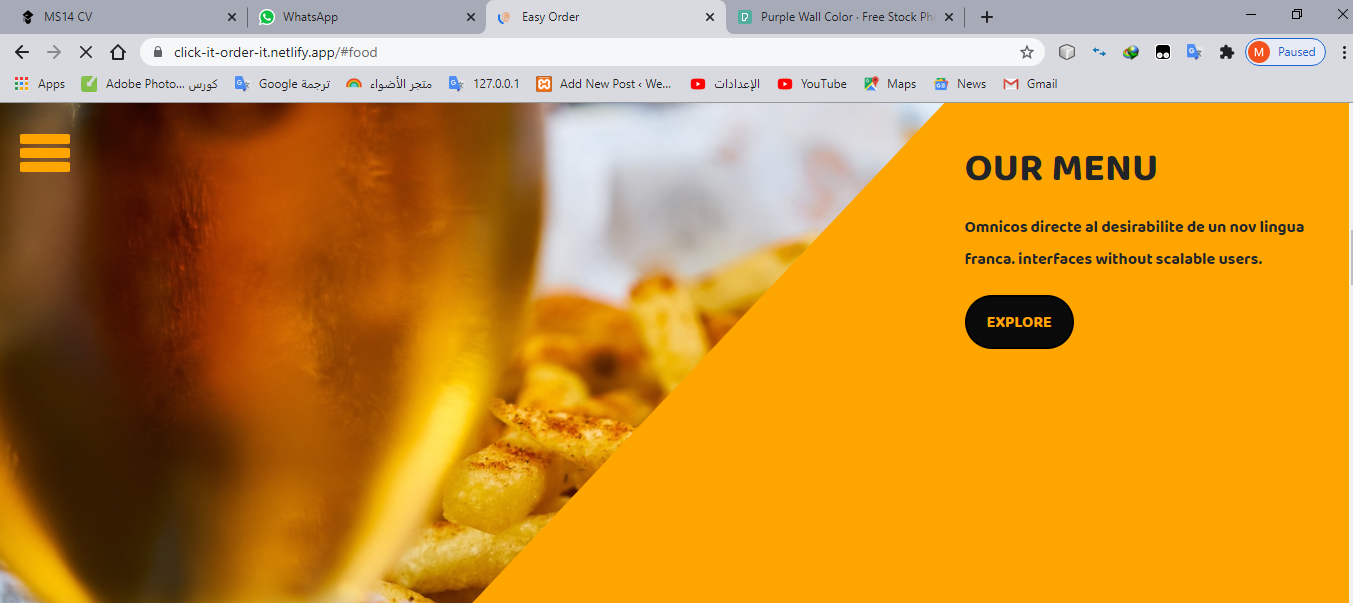 MS14 CV
WhatsApp
Easy Order
Purple Wall Color · Free Stock Ph
click-it-order-it.netlify.app/#food
M Paused
Apps
Adobe Photo... كورس
ترجمة Google
متجر الأضواء
127.0.0.1
Add New Post ‹ We...
الإعدادات
YouTube
Maps
News
Gmail
OUR MENU
Omnicos directe al desirabilite de un nov lingua
franca. interfaces without scalable users.
EXPLORE